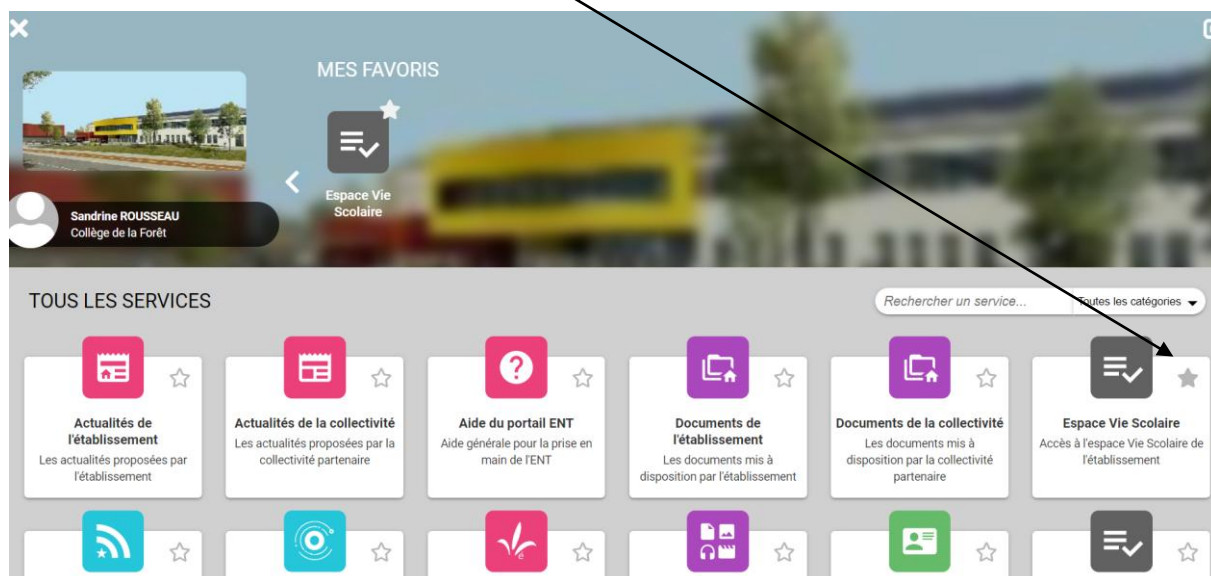 MES FAVORIS
Espace Vie
Scolaire
Sandrine ROUSSEAU
Collège de la Forêt
TOUS LES SERVICES
Rechercher un service...
Toutes les catégories
Actualités de
l'établissement
Les actualités proposées par
l'établissement
Actualités de la collectivité
Les actualités proposées par la
collectivité partenaire
Aide du portail ENT
Aide générale pour la prise en
main de l'ENT
Documents de
l'établissement
Les documents mis à
disposition par l'établissement
Documents de la collectivité
Les documents mis à
disposition par la collectivité
partenaire
Espace Vie Scolaire
Accès à l'espace Vie Scolaire de
l'établissement